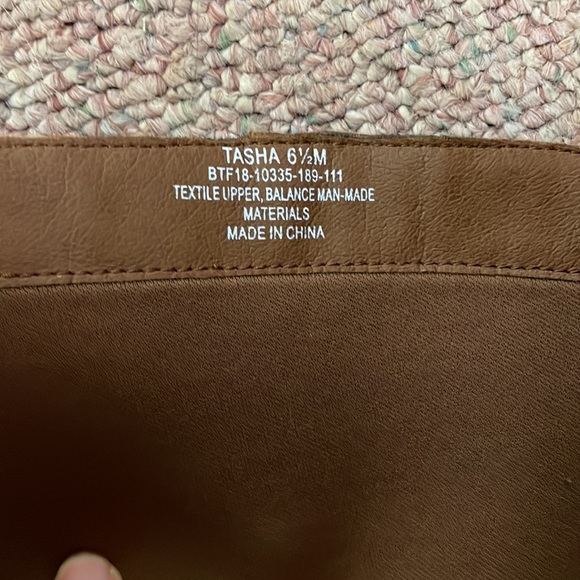 TASHA 6½M
BTF18-10335-189-111
TEXTILE UPPER, BALANCE MAN-MADE
MATERIALS
MADE IN CHINA